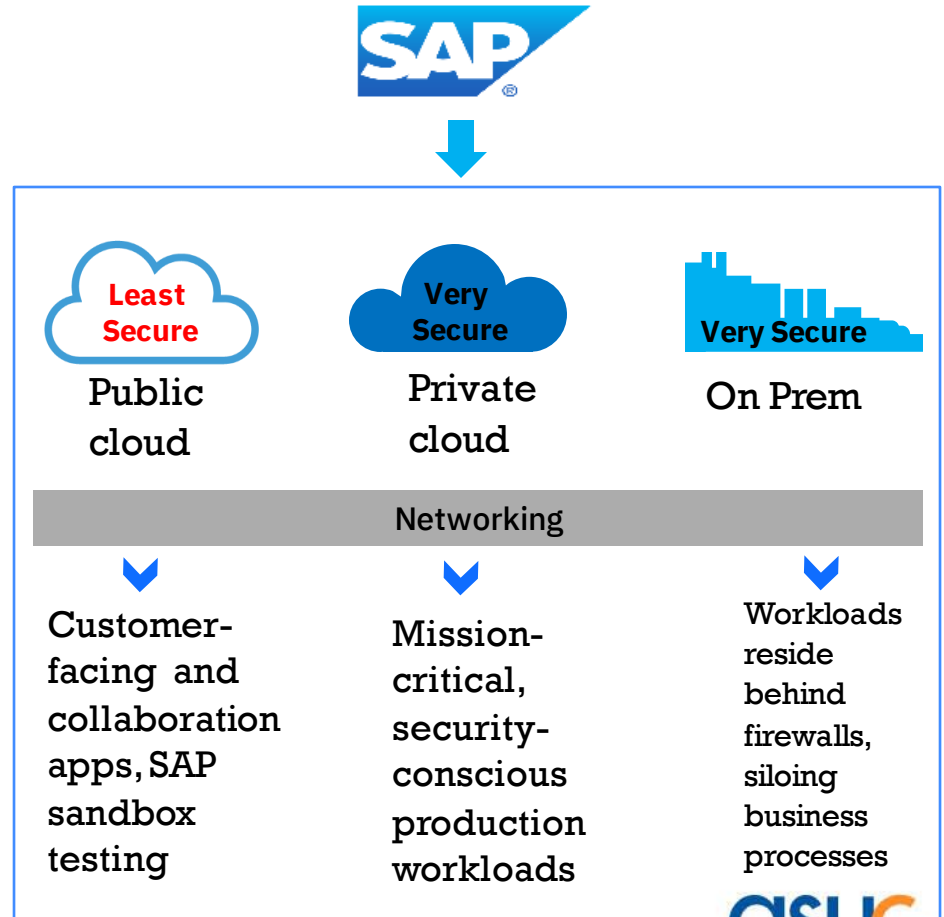 SAP
®
Least
Secure
Public
cloud
Very
Secure
Private
cloud
Very Secure
On Prem
Networking
Customer-
facing and
collaboration
apps, SAP
sandbox
testing
Mission-
critical,
security-
conscious
production
workloads
Workloads
reside
behind
firewalls,
siloing
business
processes